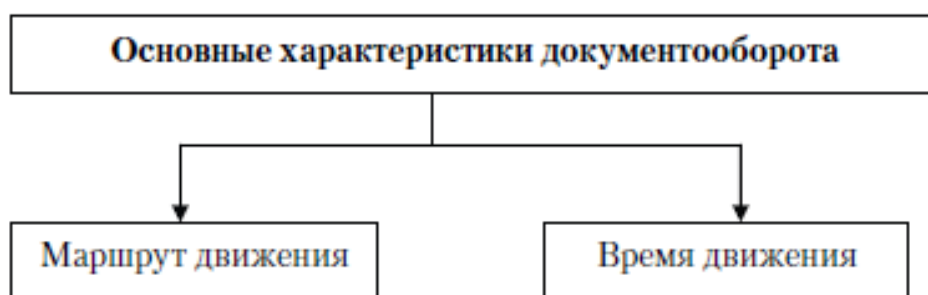 Основные характеристики документооборота
Маршрут движения
Время движения